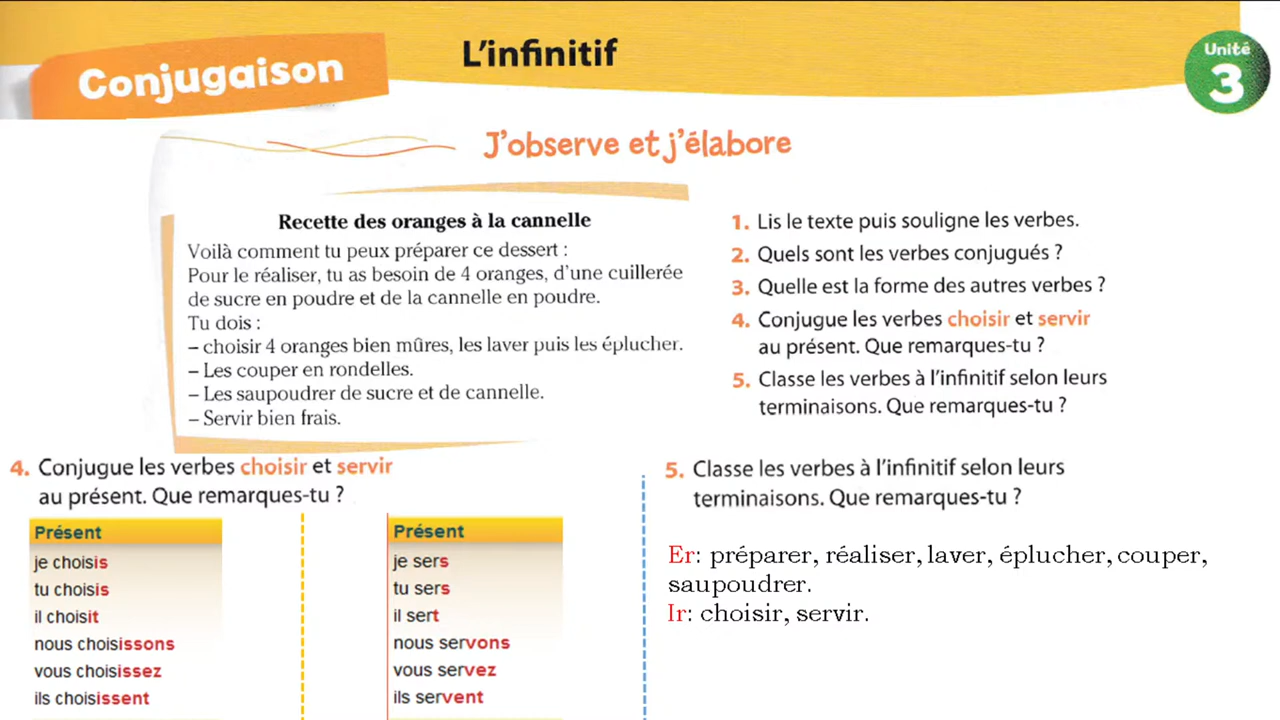 Conjugaison
L'infinitif
Unité
3
J'observe et j'élabore
Recette des oranges à la cannelle
Voilà comment tu peux préparer ce dessert :
Pour le réaliser, tu as besoin de 4 oranges, d'une cuillerée
de sucre en poudre et de la cannelle en poudre.
Tu dois :
– choisir 4 oranges bien mûres, les laver puis les éplucher.
– Les couper en rondelles.
– Les saupoudrer de sucre et de cannelle.
– Servir bien frais.
1. Lis le texte puis souligne les verbes.
2. Quels sont les verbes conjugués ?
3. Quelle est la forme des autres verbes ?
4. Conjugue les verbes choisir et servir
au présent. Que remarques-tu ?
5. Classe les verbes à l'infinitif selon leurs
terminaisons. Que remarques-tu ?
4. Conjugue les verbes choisir et servir
au présent. Que remarques-tu ?
Présent
je choisis
tu choisis
il choisit
nous choisissons
vous choisissez
ils choisissent
Présent
je sers
tu sers
il sert
nous servons
vous servez
ils servent
5. Classe les verbes à l'infinitif selon leurs
terminaisons. Que remarques-tu ?
Er: préparer, réaliser, laver, éplucher, couper,
saupoudrer.
Ir: choisir, servir.